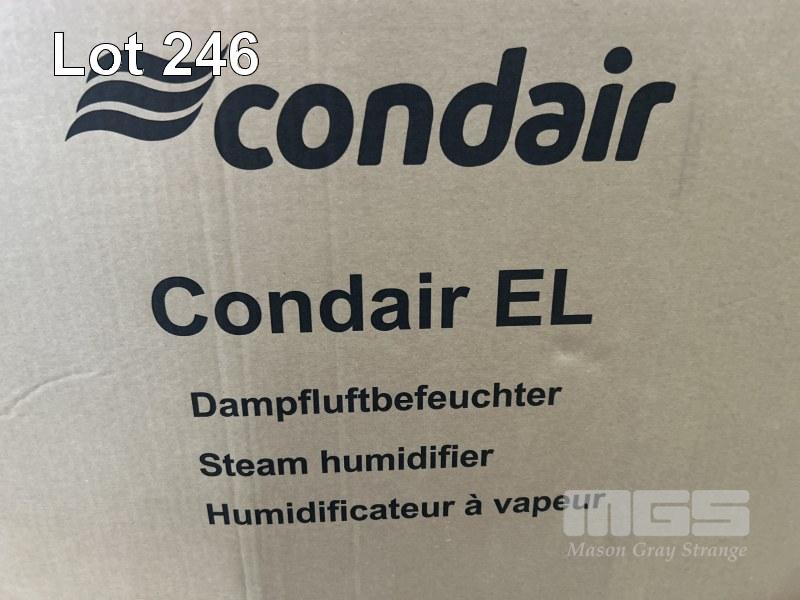 Lot 246
condair
Condair EL
Dampfluftbefeuchter
Steam humidifier
Humidificateur à vapeur
MGS
Mason Gray Strange